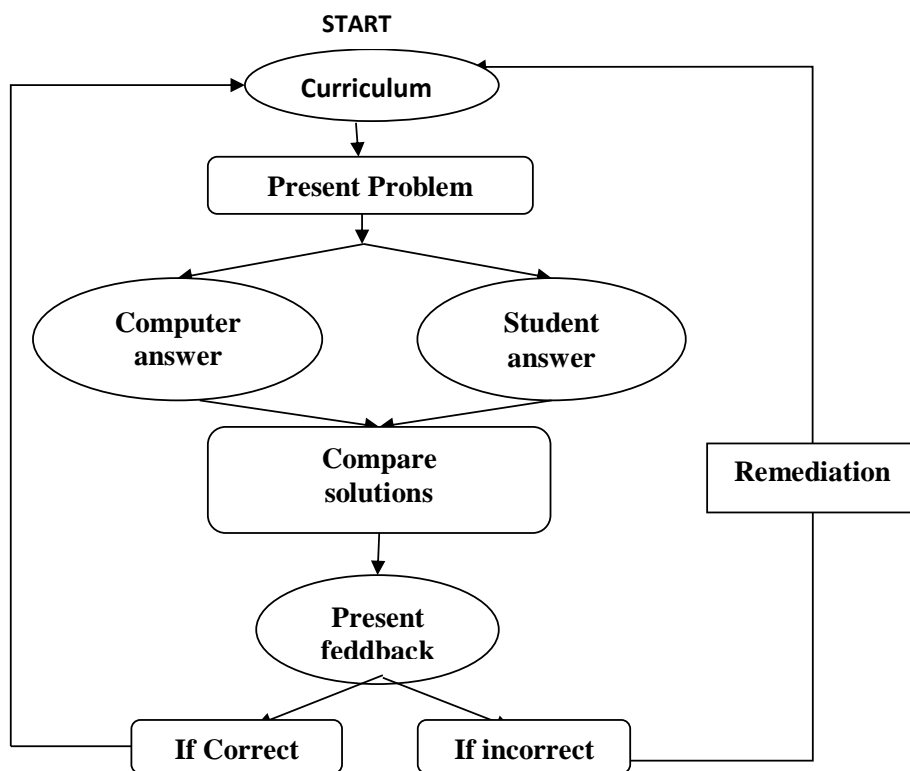 START
Curriculum
Present Problem
Computer
answer
Student
answer
Compare
solutions
Remediation
Present
feddback
If Correct
If incorrect